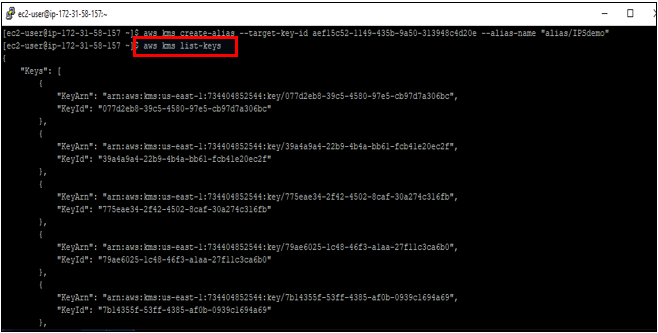 ec2-user@ip-172-31-58-157:~
[ec2-user@ip-172-31-58-157 ~]$ aws kms create-alias --target-key-id aef15c52-1149-435b-9a50-313948c4d20e --alias-name "alias/IPSdemo"
[ec2-user@ip-172-31-58-157 ~]$ aws kms list-keys
{
"Keys": [
{
"KeyArn": "arn:aws:kms:us-east-1:734404852544:key/077d2eb8-39c5-4580-97e5-cb97d7a306bc",
"KeyId": "077d2eb8-39c5-4580-97e5-cb97d7a306bc"
},
{
"KeyArn": "arn:aws:kms:us-east-1:734404852544:key/39a4a9a4-22b9-4b4a-bb61-fcb41e20ec2f",
"KeyId": "39a4a9a4-22b9-4b4a-bb61-fcb41e20ec2f"
},
{
"KeyArn": "arn:aws:kms:us-east-1:734404852544:key/775eae34-2f42-4502-8caf-30a274c316fb",
"KeyId": "775eae34-2f42-4502-8caf-30a274c316fb"
},
{
"KeyArn": "arn:aws:kms:us-east-1:734404852544:key/79ae6025-1c48-46f3-a1aa-27f11c3ca6b0",
"KeyId": "79ae6025-1c48-46f3-a1aa-27f11c3ca6b0"
},
{
"KeyArn": "arn:aws:kms:us-east-1:734404852544:key/7b14355f-53ff-4385-af0b-0939c1694a69",
"KeyId": "7b14355f-53ff-4385-af0b-0939c1694a69"
},